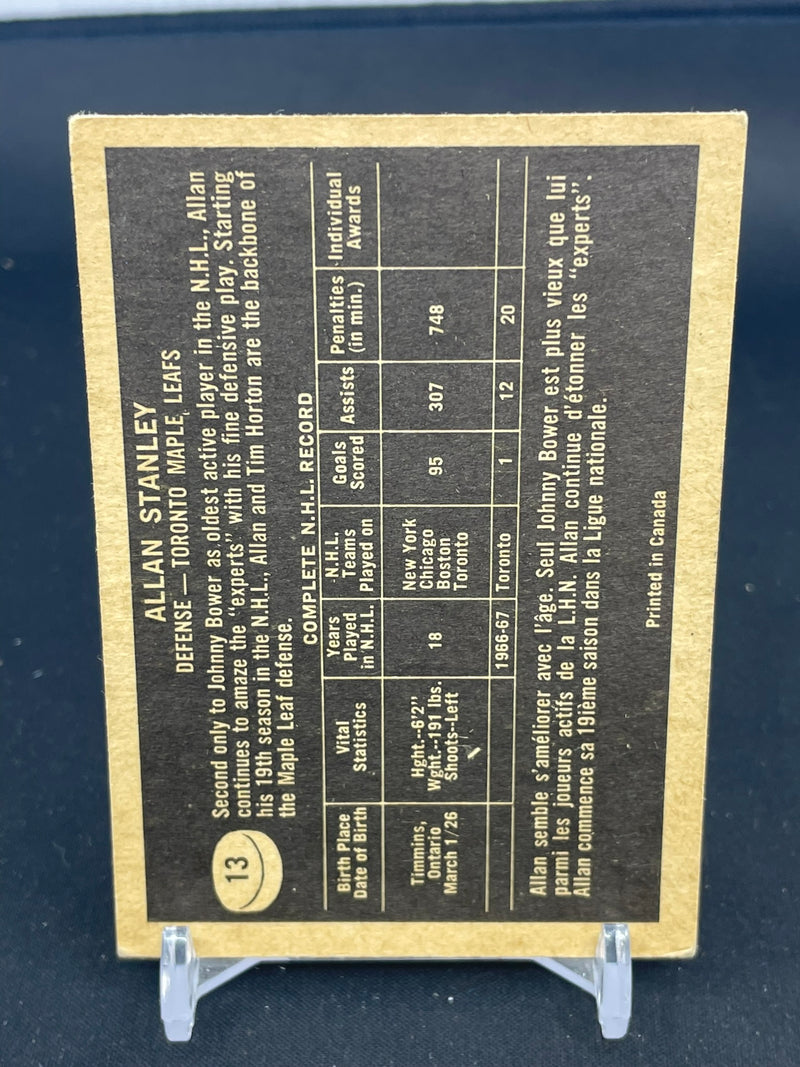 ALLAN STANLEY
DEFENSE — TORONTO MAPLE LEAFS
13
Second only to Johnny Bower as oldest active player in the N.H.L., Allan
continues to amaze the "experts" with his fine defensive play. Starting
his 19th season in the N.H.L., Allan and Tim Horton are the backbone of
the Maple Leaf defense.
COMPLETE N.H.L. RECORD
Birth Place
Date of Birth
Vital
Statistics
Years
Played
in N.H.L.
N.H.L.
Teams
Played on
Goals
Scored
Assists
Penalties
(in min.)
Individual
Awards
Timmins,
Ontario
March 1/26
Hght.--6'2"
Wght.--191 lbs.
Shoots--Left
18
New York
Chicago
Boston
Toronto
95
307
748
1966-67
Toronto
1
12
20
Allan semble s'améliorer avec l'âge. Seul Johnny Bower est plus vieux que lui
parmi les joueurs actifs de la L.H.N. Allan continue d'étonner les "experts".
Allan commence sa 19ième saison dans la Ligue nationale.
Printed in Canada